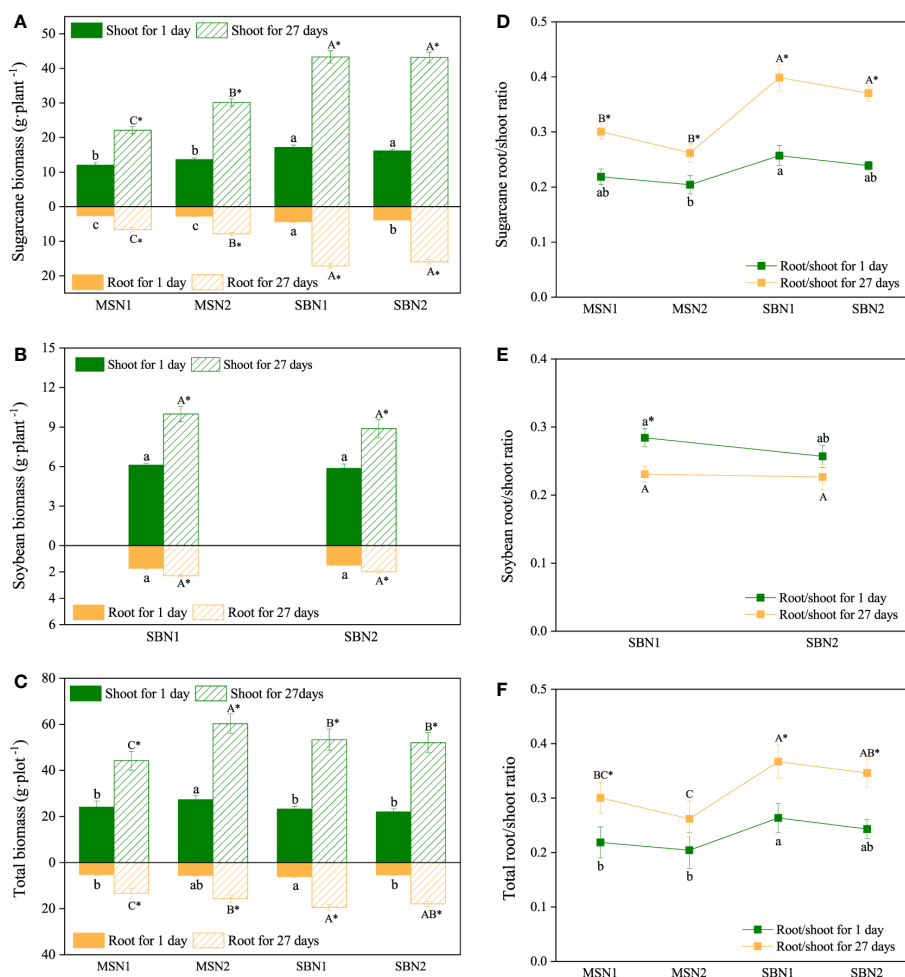 A
Shoot for 1 day
Shoot for 27 days
Sugarcane biomass (g·plant⁻¹)
50
40
30
20
10
0
10
20
b
C*
b
B*
a
A*
a
A*
c
C*
c
B*
a
A*
b
A*
Root for 1 day
Root for 27 days
MSN1
MSN2
SBN1
SBN2
D
Sugarcane root/shoot ratio
0.5
0.4
0.3
0.2
0.1
0.0
B*
B*
A*
A*
ab
b
a
ab
Root/shoot for 1 day
Root/shoot for 27 days
MSN1
MSN2
SBN1
SBN2
B
Shoot for 1 day
Shoot for 27 days
Soybean biomass (g·plant⁻¹)
15
12
9
6
3
0
2
4
6
a
A*
a
A*
a
A*
a
A*
Root for 1 day
Root for 27 days
SBN1
SBN2
E
Soybean root/shoot ratio
0.4
0.3
0.2
0.1
0.0
a*
ab
A
A
Root/shoot for 1 day
Root/shoot for 27 days
SBN1
SBN2
C
Shoot for 1 day
Shoot for 27days
Total biomass (g·plot⁻¹)
80
60
40
20
0
20
40
b
C*
a
A*
b
B*
b
B*
b
C*
ab
B*
a
A*
b
AB*
Root for 1 day
Root for 27 days
MSN1
MSN2
SBN1
SBN2
F
Total root/shoot ratio
0.5
0.4
0.3
0.2
0.1
0.0
BC*
C
A*
AB*
b
b
a
ab
Root/shoot for 1 day
Root/shoot for 27 days
MSN1
MSN2
SBN1
SBN2